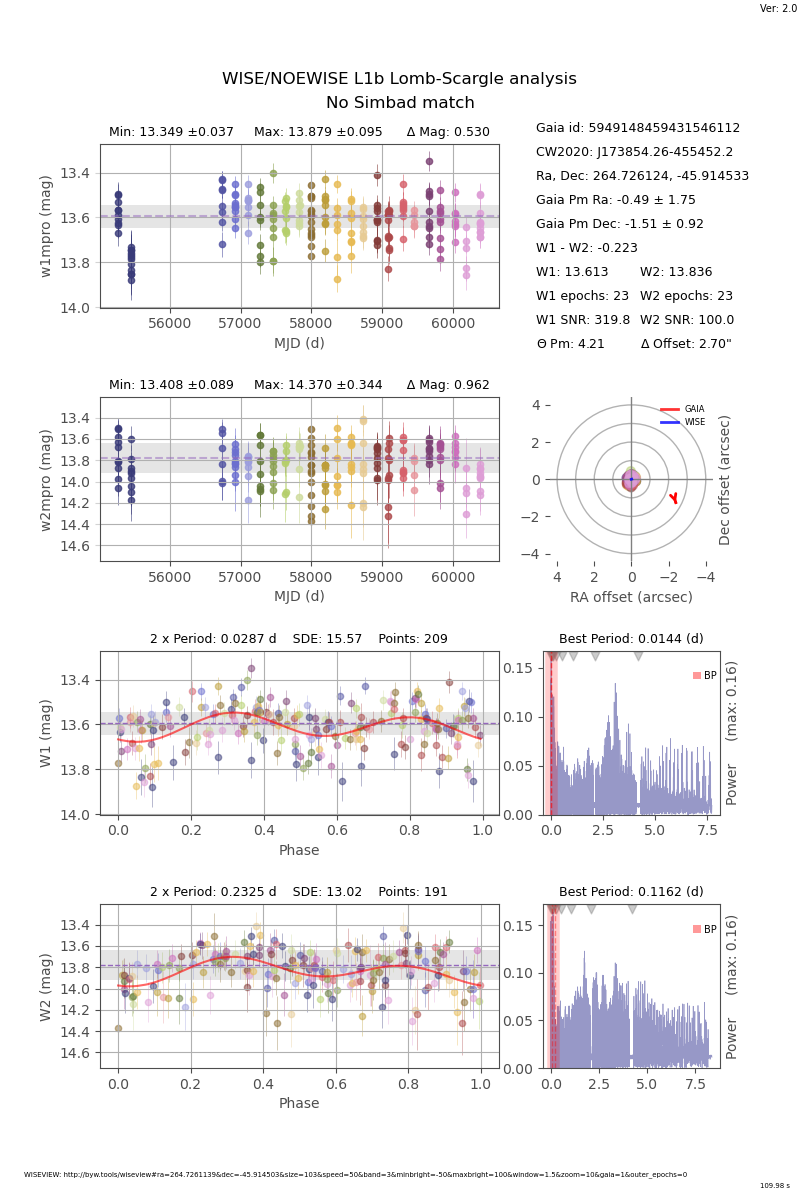 Ver: 2.0
WISE/NOEWISE L1b Lomb-Scargle analysis
No Simbad match
Min: 13.349 ±0.037 Max: 13.879 ±0.095 Δ Mag: 0.530
w1mpro (mag)
13.4
13.6
13.8
14.0
56000 57000 58000 59000 60000
MJD (d)
Gaia id: 5949148459431546112
CW2020: J173854.26-455452.2
Ra, Dec: 264.726124, -45.914533
Gaia Pm Ra: -0.49 ± 1.75
Gaia Pm Dec: -1.51 ± 0.92
W1 - W2: -0.223
W1: 13.613 W2: 13.836
W1 epochs: 23 W2 epochs: 23
W1 SNR: 319.8 W2 SNR: 100.0
Θ Pm: 4.21 Δ Offset: 2.70"
Min: 13.408 ±0.089 Max: 14.370 ±0.344 Δ Mag: 0.962
w2mpro (mag)
13.4
13.6
13.8
14.0
14.2
14.4
14.6
56000 57000 58000 59000 60000
MJD (d)
GAIA
WISE
4
2
0
−2
−4
4 2 0 −2 −4
RA offset (arcsec)
Dec offset (arcsec)
2 x Period: 0.0287 d SDE: 15.57 Points: 209
W1 (mag)
13.4
13.6
13.8
14.0
0.0 0.2 0.4 0.6 0.8 1.0
Phase
Best Period: 0.0144 (d)
BP
0.15
0.10
0.05
0.00
0.0 2.5 5.0 7.5
Power (max: 0.16)
2 x Period: 0.2325 d SDE: 13.02 Points: 191
W2 (mag)
13.4
13.6
13.8
14.0
14.2
14.4
14.6
0.0 0.2 0.4 0.6 0.8 1.0
Phase
Best Period: 0.1162 (d)
BP
0.15
0.10
0.05
0.00
0.0 2.5 5.0 7.5
Power (max: 0.16)
WISEVIEW: http://byw.tools/wiseview#ra=264.7261139&dec=-45.914503&size=103&speed=50&band=3&minbright=-50&maxbright=100&window=1.5&zoom=10&gaia=1&outer_epochs=0
109.98 s